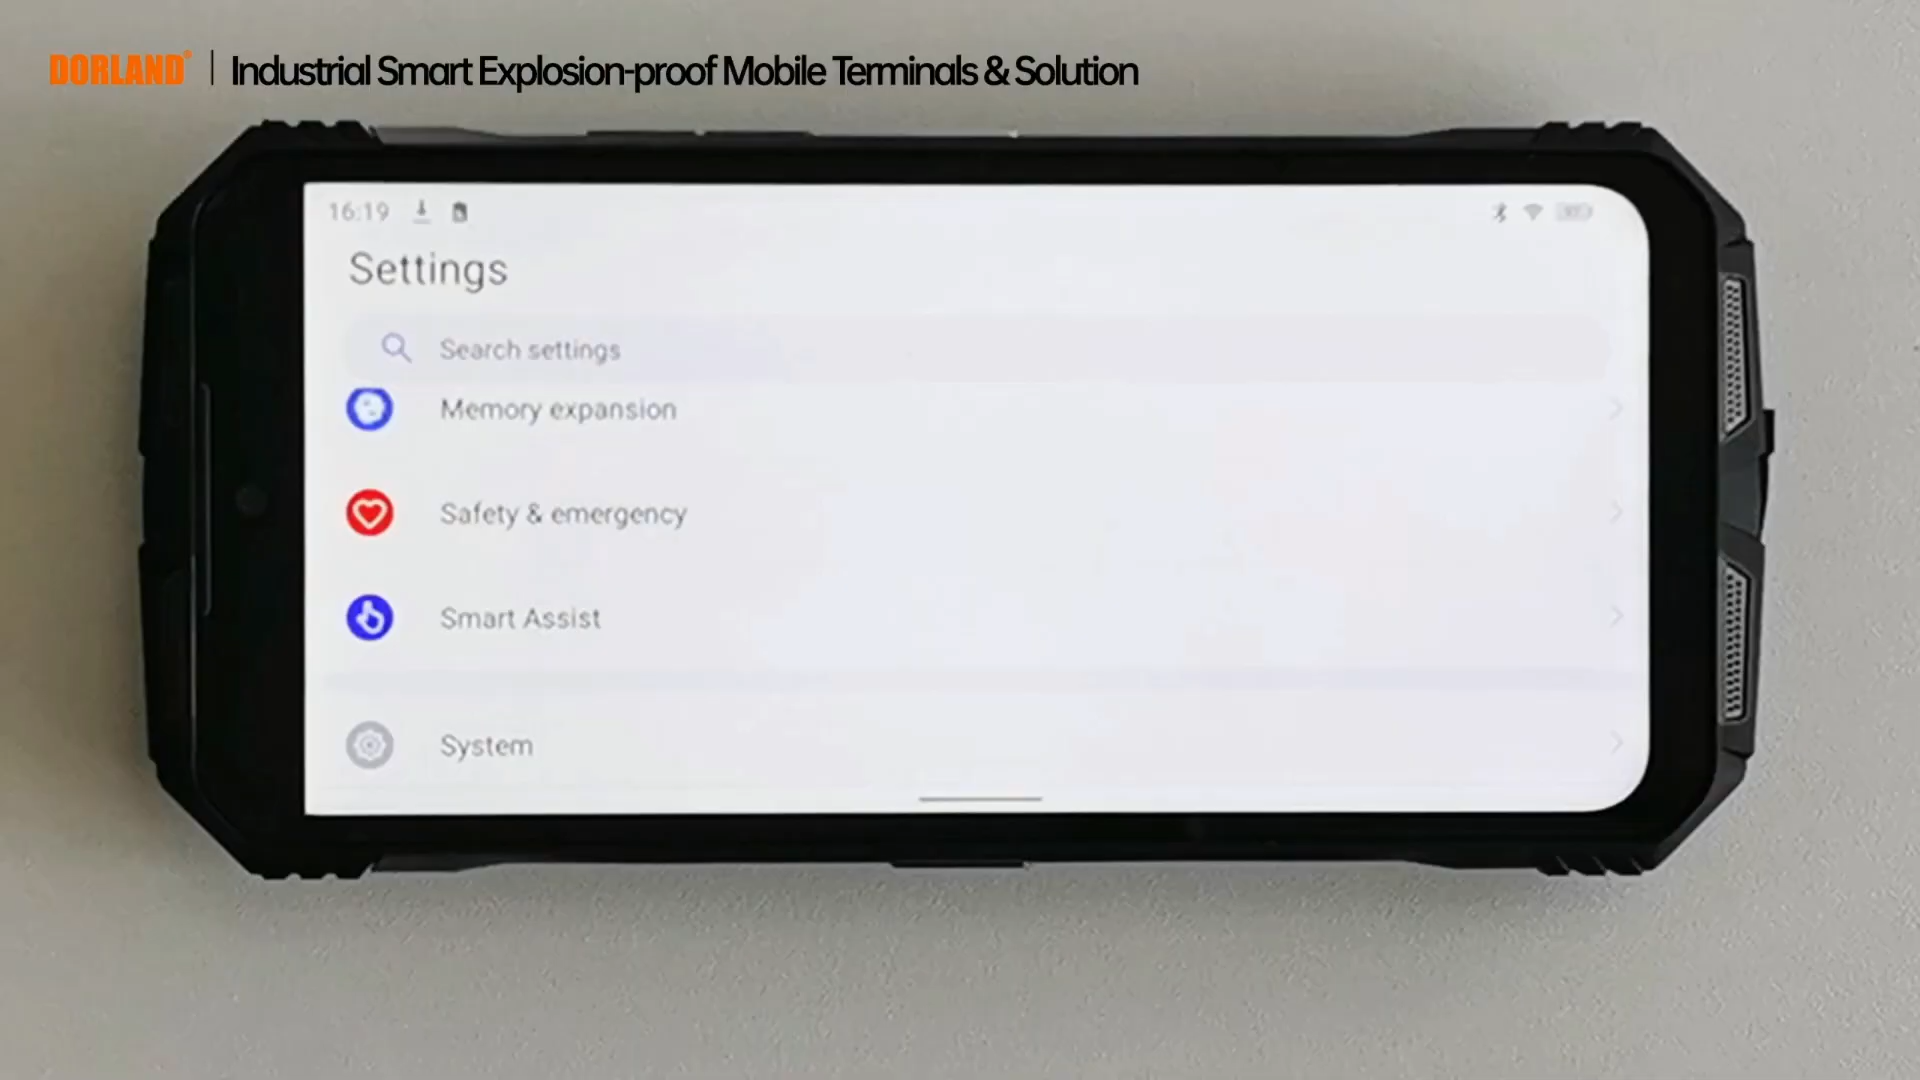 DORLAND® | Industrial Smart Explosion-proof Mobile Terminals & Solution
16:19
Settings
Search settings
Memory expansion
Safety & emergency
Smart Assist
System